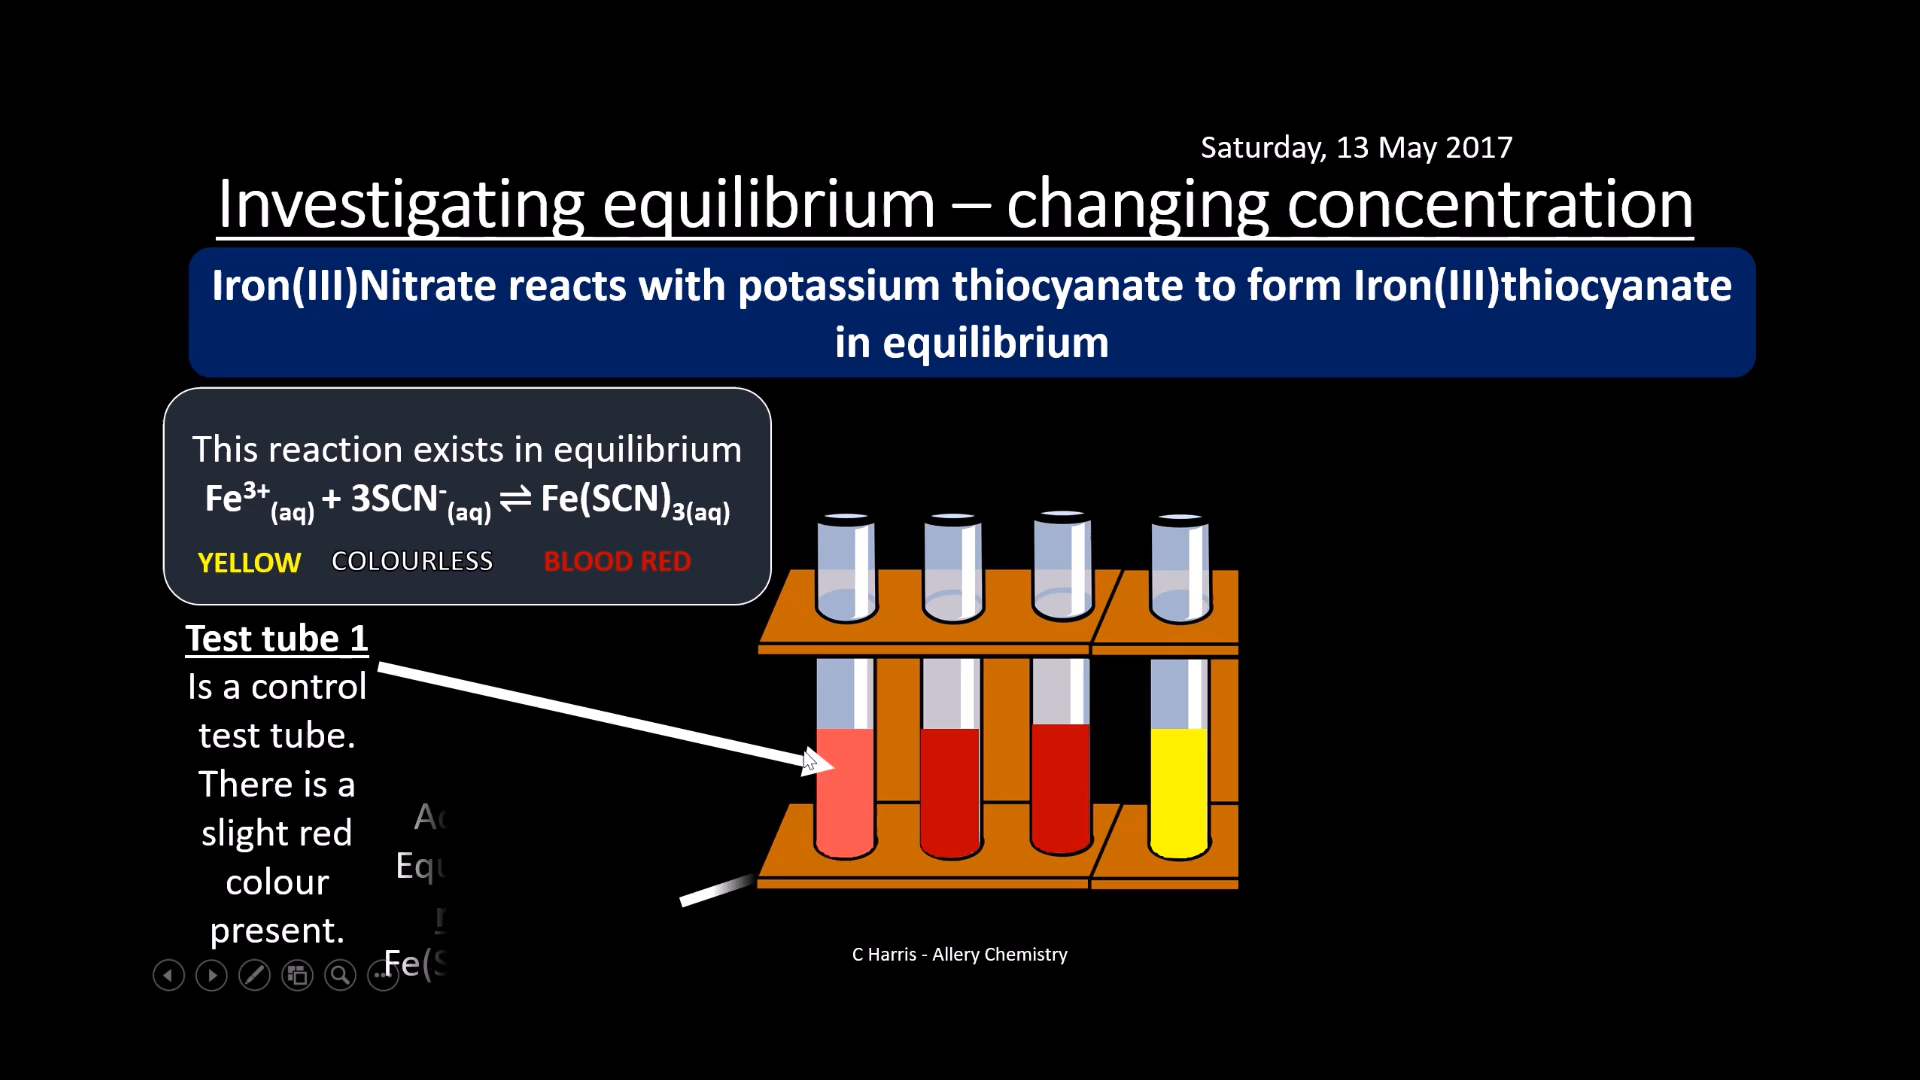 Saturday, 13 May 2017
Investigating equilibrium – changing concentration
Iron(III)Nitrate reacts with potassium thiocyanate to form Iron(III)thiocyanate
in equilibrium
This reaction exists in equilibrium
Fe³⁺(aq) + 3SCN⁻(aq) ⇌ Fe(SCN)₃(aq)
YELLOW COLOURLESS BLOOD RED
Test tube 1
Is a control
test tube.
There is a
slight red
colour
present.
C Harris - Allery Chemistry